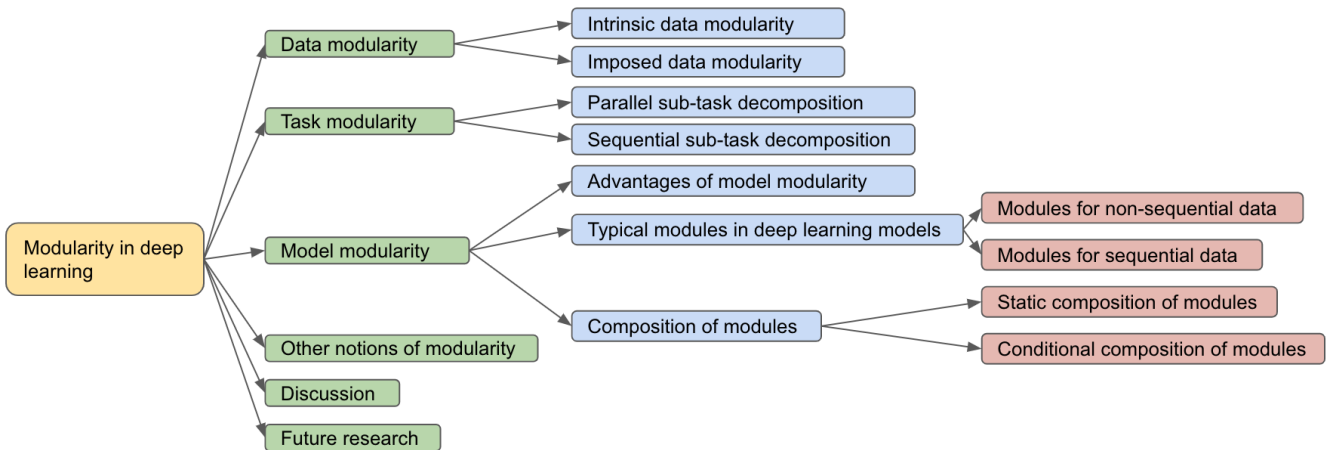 Modularity in deep
learning
Data modularity
Intrinsic data modularity
Imposed data modularity
Task modularity
Parallel sub-task decomposition
Sequential sub-task decomposition
Model modularity
Advantages of model modularity
Typical modules in deep learning models
Modules for non-sequential data
Modules for sequential data
Composition of modules
Static composition of modules
Conditional composition of modules
Other notions of modularity
Discussion
Future research